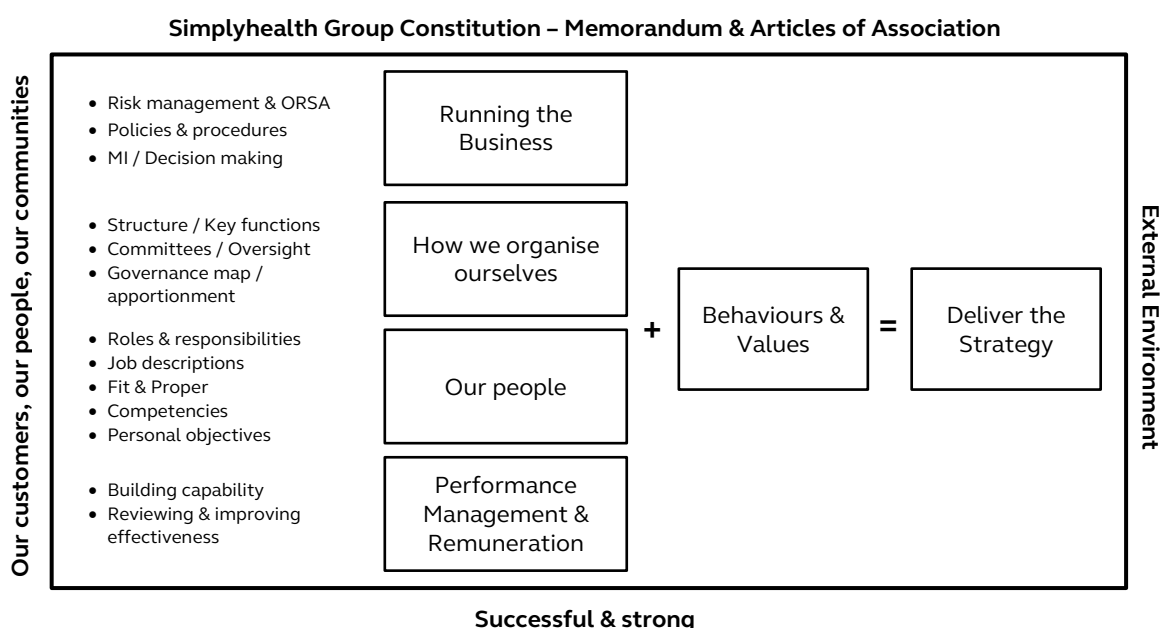 Simplyhealth Group Constitution – Memorandum & Articles of Association
Our customers, our people, our communities
• Risk management & ORSA
• Policies & procedures
• MI / Decision making
Running the
Business
• Structure / Key functions
• Committees / Oversight
• Governance map /
apportionment
How we organise
ourselves
• Roles & responsibilities
• Job descriptions
• Fit & Proper
• Competencies
• Personal objectives
Our people
• Building capability
• Reviewing & improving
effectiveness
Performance
Management &
Remuneration
+
Behaviours &
Values
=
Deliver the
Strategy
External Environment
Successful & strong